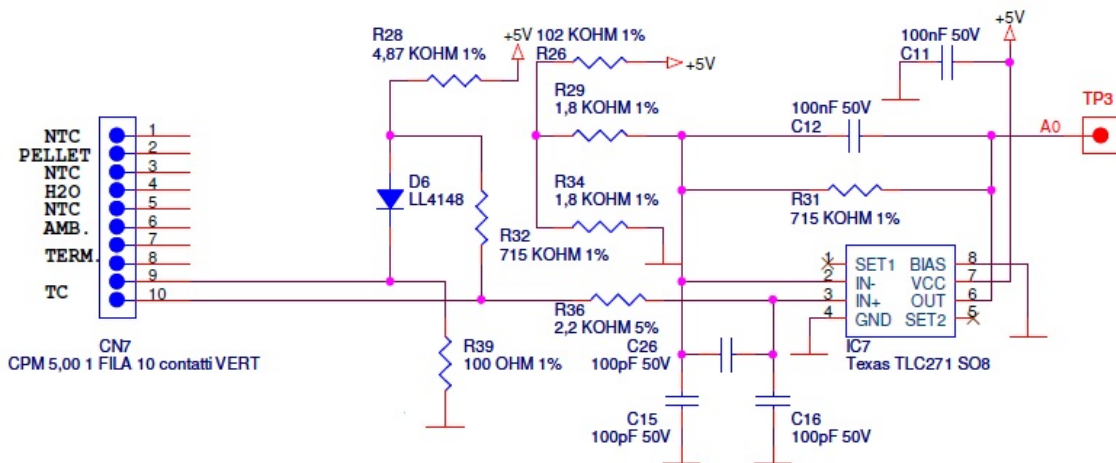 R28
4,87 KOHM 1%
+5V
102 KOHM 1%
R26
+5V
100nF 50V
C11
+5V
R29
1,8 KOHM 1%
100nF 50V
C12
TP3
A0
NTC
PELLET
NTC
H2O
NTC
AMB.
TERM.
TC
1
2
3
4
5
6
7
8
9
10
D6
LL4148
R34
1,8 KOHM 1%
R31
715 KOHM 1%
R32
715 KOHM 1%
1 SET1 BIAS 8
2 IN- VCC 7
3 IN+ OUT 6
4 GND SET2 5
R36
2,2 KOHM 5%
CN7
CPM 5,00 1 FILA 10 contatti VERT
R39
100 OHM 1%
C26
100pF 50V
IC7
Texas TLC271 SO8
C15
100pF 50V
C16
100pF 50V